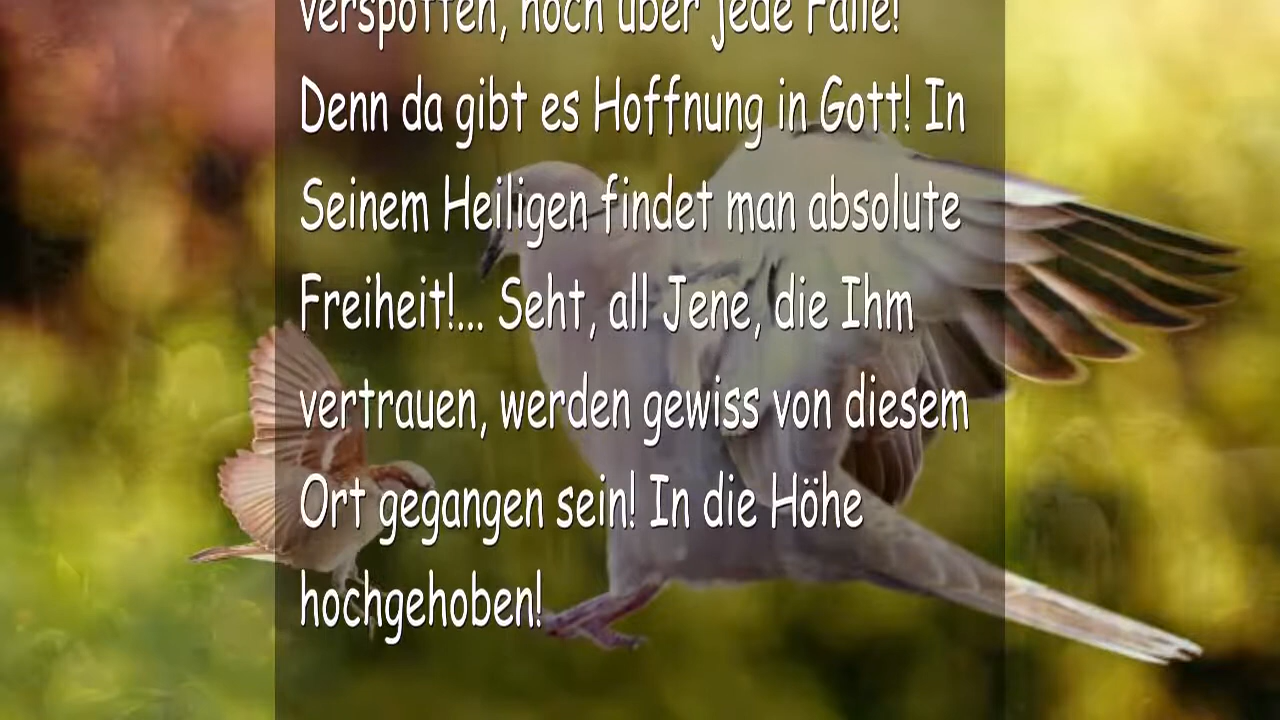 verspotten, noch über jede Falle!
Denn da gibt es Hoffnung in Gott! In
Seinem Heiligen findet man absolute
Freiheit!... Seht, all Jene, die Ihm
vertrauen, werden gewiss von diesem
Ort gegangen sein! In die Höhe
hochgehoben!